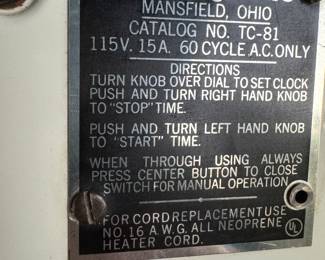 MANSFIELD, OHIO
CATALOG NO. TC-81
115V. 15A. 60 CYCLE A.C. ONLY
DIRECTIONS
TURN KNOB OVER DIAL TO SET CLOCK
PUSH AND TURN RIGHT HAND KNOB
TO "STOP" TIME.
PUSH AND TURN LEFT HAND KNOB
TO "START" TIME.
WHEN THROUGH USING ALWAYS
PRESS CENTER BUTTON TO CLOSE
SWITCH FOR MANUAL OPERATION
FOR CORD REPLACEMENT USE
NO. 16 A.W.G. ALL NEOPRENE
HEATER CORD.
UL